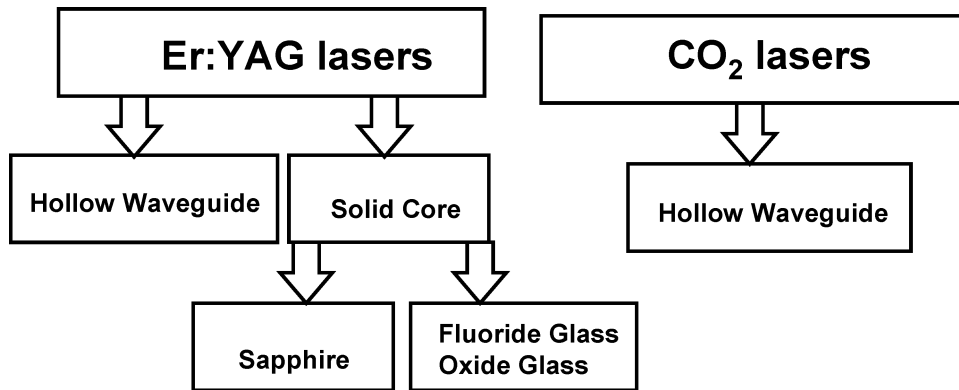 Er:YAG lasers
CO₂ lasers
Hollow Waveguide
Solid Core
Hollow Waveguide
Sapphire
Fluoride Glass
Oxide Glass